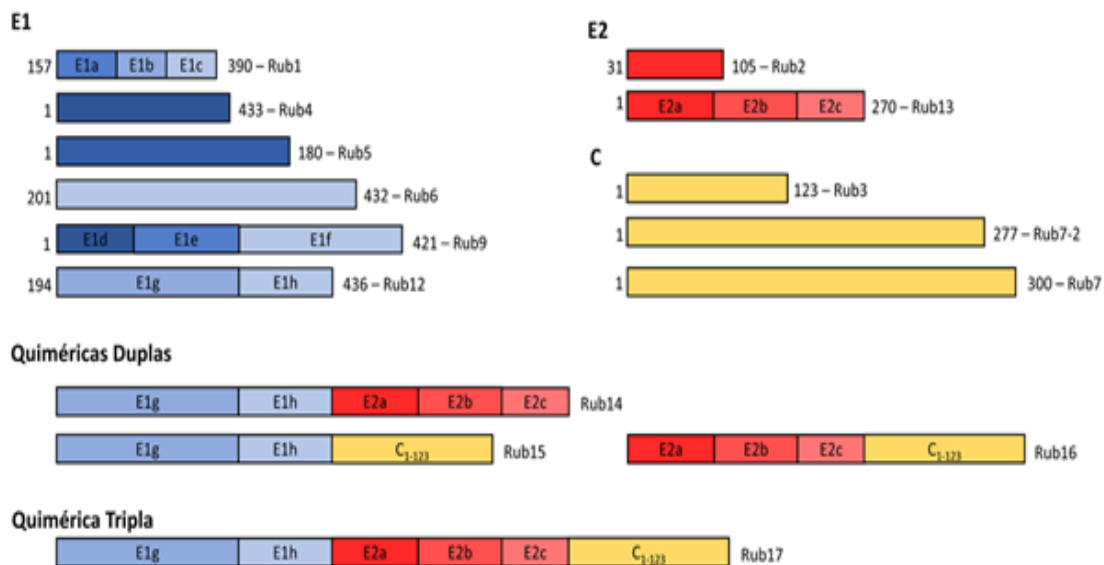 E1
157 E1a E1b E1c 390 – Rub1
1 433 – Rub4
1 180 – Rub5
201 432 – Rub6
1 E1d E1e E1f 421 – Rub9
194 E1g E1h 436 – Rub12
E2
31 105 – Rub2
1 E2a E2b E2c 270 – Rub13
C
1 123 – Rub3
1 277 – Rub7-2
1 300 – Rub7
Quiméricas Duplas
E1g E1h E2a E2b E2c Rub14
E1g E1h C1-123 Rub15
E2a E2b E2c C1-123 Rub16
Quimérica Tripla
E1g E1h E2a E2b E2c C1-123 Rub17